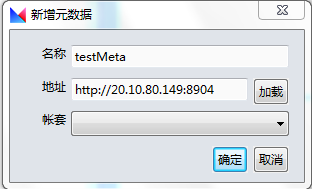 新增元数据
名称 testMeta
地址 http://20.10.80.149:8904 加载
帐套
确定 取消